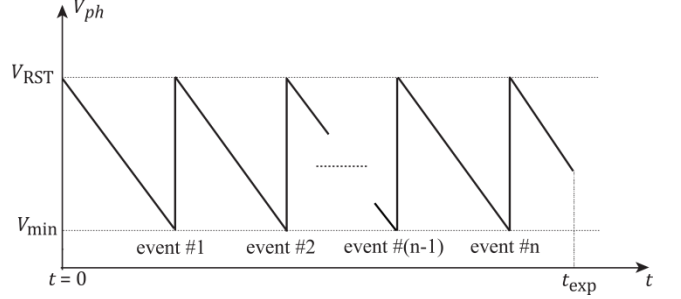 V_ph
V_RST
V_min
event #1 event #2 event #(n-1) event #n
t = 0 t_exp t